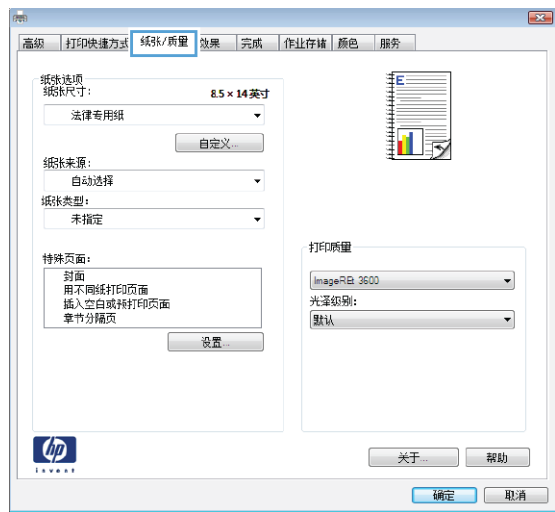 高级 打印快捷方式 纸张/质量 效果 完成 作业存储 颜色 服务
纸张选项
纸张尺寸: 8.5 × 14 英寸
法律专用纸
自定义...
纸张来源:
自动选择
纸张类型:
未指定
特殊页面:
封面
用不同纸打印页面
插入空白或预打印页面
章节分隔页
设置...
E
打印质量
ImageREt 3600
光泽级别:
默认
hp
invent
关于... 帮助
确定 取消